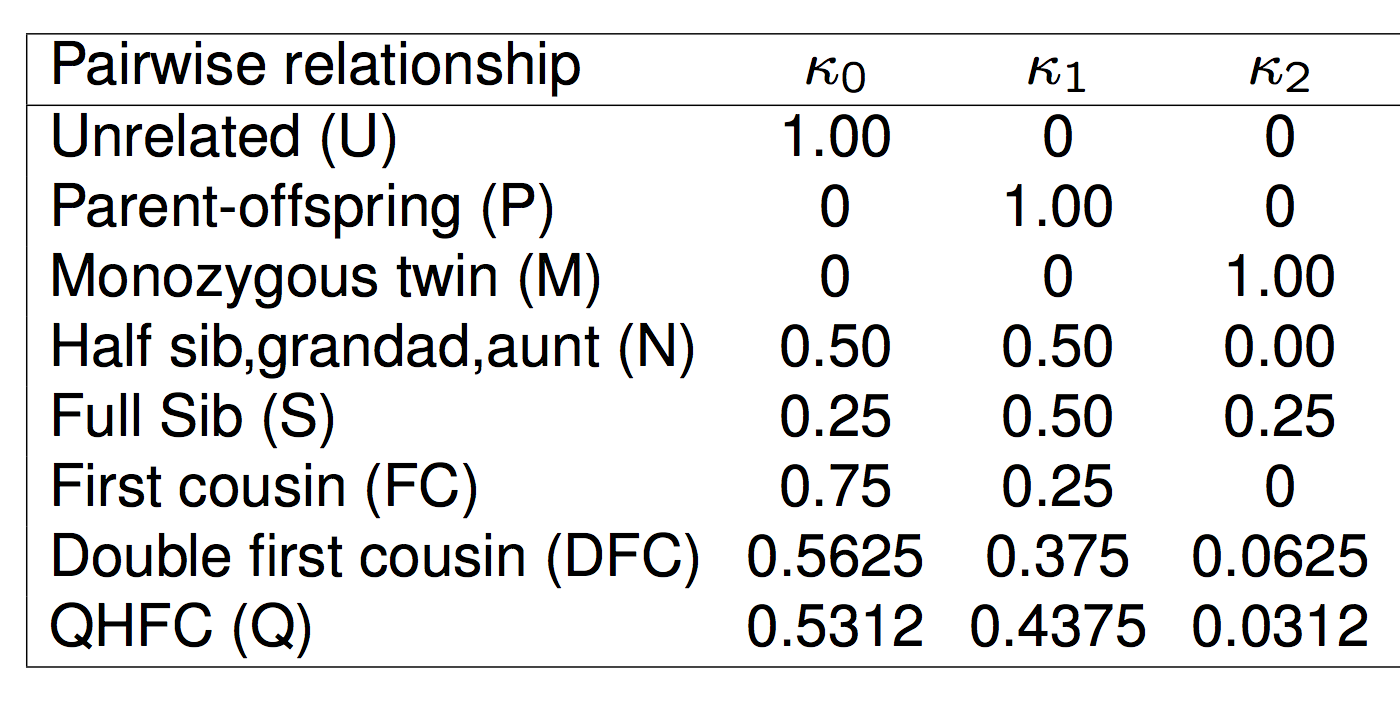 Pairwise relationship κ₀ κ₁ κ₂
Unrelated (U) 1.00 0 0
Parent-offspring (P) 0 1.00 0
Monozygous twin (M) 0 0 1.00
Half sib,grandad,aunt (N) 0.50 0.50 0.00
Full Sib (S) 0.25 0.50 0.25
First cousin (FC) 0.75 0.25 0
Double first cousin (DFC) 0.5625 0.375 0.0625
QHFC (Q) 0.5312 0.4375 0.0312